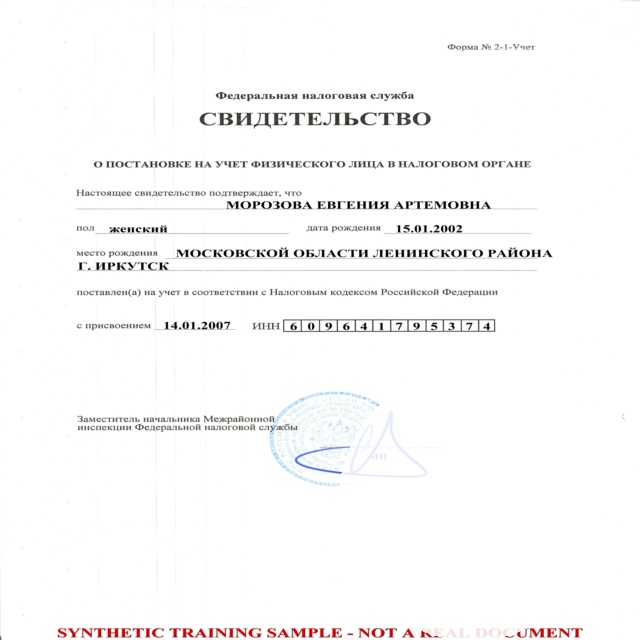 Форма № 2-1-Учет
Федеральная налоговая служба
СВИДЕТЕЛЬСТВО
О ПОСТАНОВКЕ НА УЧЕТ ФИЗИЧЕСКОГО ЛИЦА В НАЛОГОВОМ ОРГАНЕ
Настоящее свидетельство подтверждает, что
МОРОЗОВА ЕВГЕНИЯ АРТЕМОВНА
пол женский дата рождения 15.01.2002
место рождения МОСКОВСКОЙ ОБЛАСТИ ЛЕНИНСКОГО РАЙОНА
Г. ИРКУТСК
поставлен(а) на учет в соответствии с Налоговым кодексом Российской Федерации
с присвоением 14.01.2007 ИНН 609641795374
Заместитель начальника Межрайонной
инспекции Федеральной налоговой службы
МП
SYNTHETIC TRAINING SAMPLE - NOT A REAL DOCUMENT